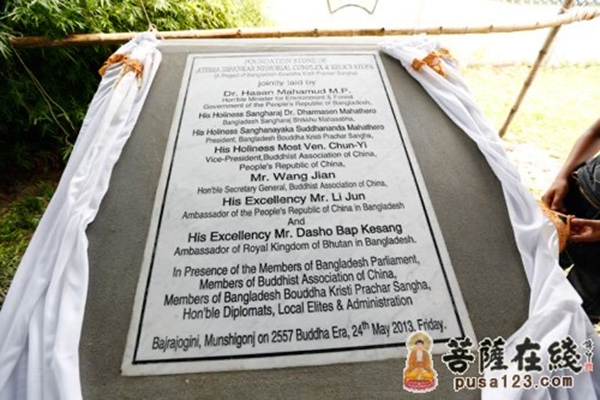 FOUNDATION STONE OF
ATISHA DIPANKAR MEMORIAL COMPLEX & RELICS STUPA
(A Project of Bangladesh Bouddha Kristi Prachar Sangha)
jointly laid by
Dr. Hasan Mahamud M.P.
Hon'ble Minister for Environment & Forest
Government of the People's Republic of Bangladesh,
His Holiness Sangharaj Dr. Dharmasen Mahathero
Bangladesh Sangharaj Bhikkhu Mahasabha,
His Holiness Sanghanayaka Suddhananda Mahathero
President, Bangladesh Bouddha Kristi Prachar Sangha,
His Holiness Most Ven. Chun-Yi
Vice-President, Buddhist Association of China,
People's Republic of China,
Mr. Wang Jian
Hon'ble Secretary General, Buddhist Association of China,
His Excellency Mr. Li Jun
Ambassador of the People's Republic of China in Bangladesh
And
His Excellency Mr. Dasho Bap Kesang
Ambassador of Royal Kingdom of Bhutan in Bangladesh.
In Presence of the Members of Bangladesh Parliament,
Members of Buddhist Association of China,
Members of Bangladesh Bouddha Kristi Prachar Sangha,
Hon'ble Diplomats, Local Elites & Administration
Bajrajogini, Munshigonj on 2557 Buddha Era, 24th May 2013, Friday.
菩薩在线
pusa123.com